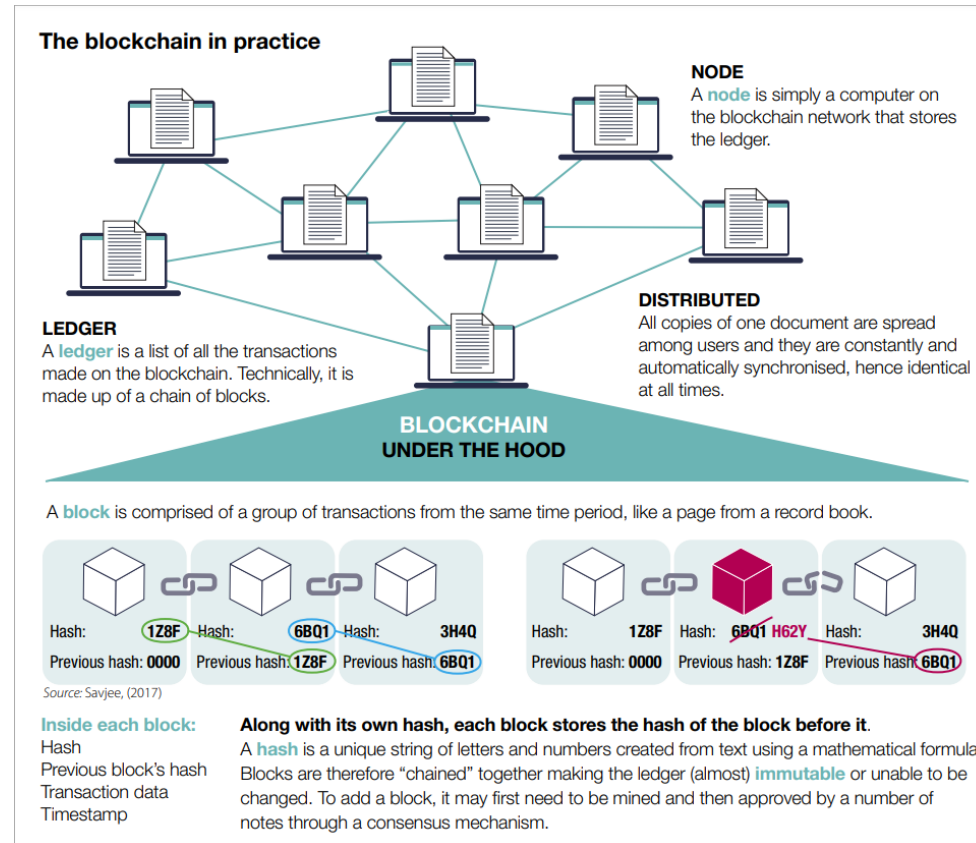 The blockchain in practice
NODE
A node is simply a computer on
the blockchain network that stores
the ledger.
LEDGER
A ledger is a list of all the transactions
made on the blockchain. Technically, it is
made up of a chain of blocks.
DISTRIBUTED
All copies of one document are spread
among users and they are constantly and
automatically synchronised, hence identical
at all times.
BLOCKCHAIN
UNDER THE HOOD
A block is comprised of a group of transactions from the same time period, like a page from a record book.
Hash: 1Z8F Hash: 6BQ1 Hash: 3H4Q
Previous hash: 0000 Previous hash: 1Z8F Previous hash: 6BQ1
Hash: 1Z8F Hash: 6BQ1 H62Y Hash: 3H4Q
Previous hash: 0000 Previous hash: 1Z8F Previous hash: 6BQ1
Source: Savjee, (2017)
Inside each block:
Hash
Previous block's hash
Transaction data
Timestamp
Along with its own hash, each block stores the hash of the block before it.
A hash is a unique string of letters and numbers created from text using a mathematical formula
Blocks are therefore “chained” together making the ledger (almost) immutable or unable to be
changed. To add a block, it may first need to be mined and then approved by a number of
notes through a consensus mechanism.